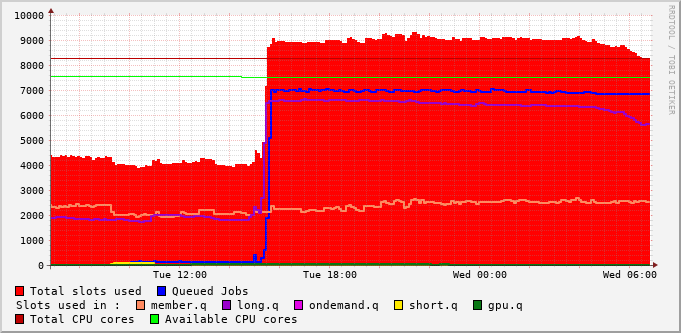 10000
9000
8000
7000
6000
5000
4000
3000
2000
1000
0
Tue 12:00 Tue 18:00 Wed 00:00 Wed 06:00
RRDTOOL / TOBI OETIKER
Total slots used Queued Jobs
Slots used in : member.q long.q ondemand.q short.q gpu.q
Total CPU cores Available CPU cores